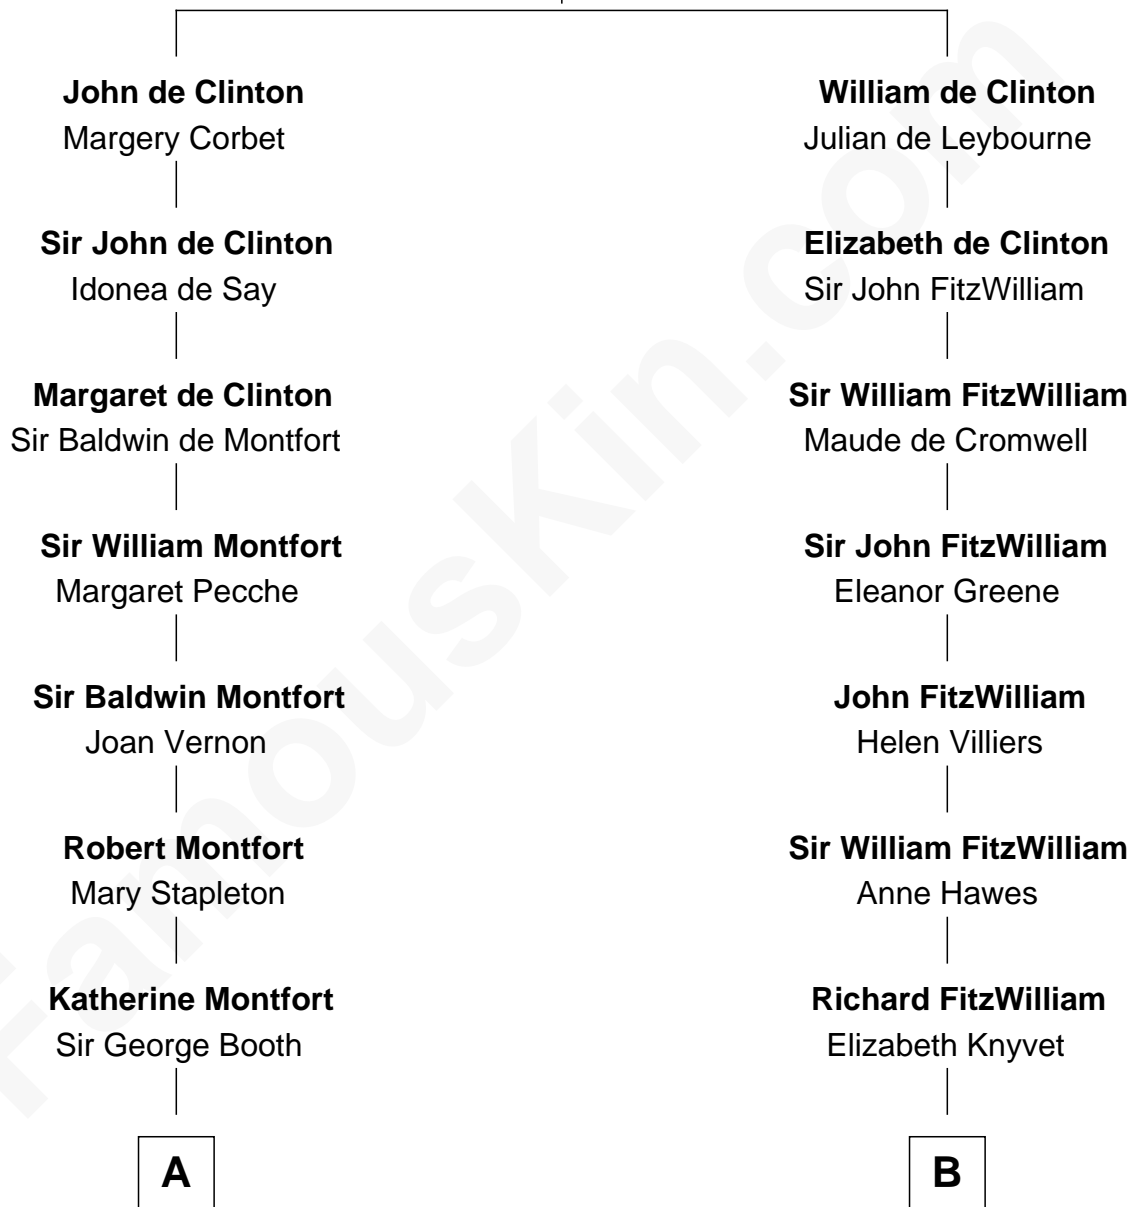 John de Clinton
Margery Corbet
Sir John de Clinton
Idonea de Say
Margaret de Clinton
Sir Baldwin de Montfort
Sir William Montfort
Margaret Pecche
Sir Baldwin Montfort
Joan Vernon
Robert Montfort
Mary Stapleton
Katherine Montfort
Sir George Booth
A
William de Clinton
Julian de Leybourne
Elizabeth de Clinton
Sir John FitzWilliam
Sir William FitzWilliam
Maude de Cromwell
Sir John FitzWilliam
Eleanor Greene
John FitzWilliam
Helen Villiers
Sir William FitzWilliam
Anne Hawes
Richard FitzWilliam
Elizabeth Knyvet
B
FamousKin.com